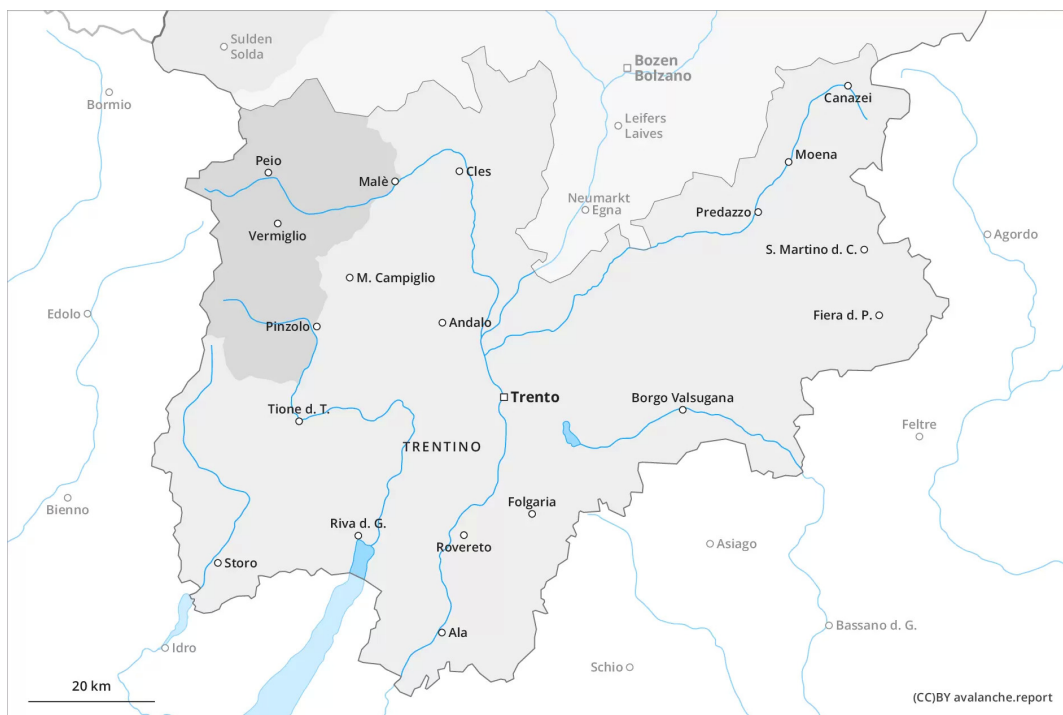 Sulden
Solda
Bozen
Bolzano
Canazei
Bormio
Leifers
Laives
Moena
Peio
Malè
Cles
Neumarkt
Egna
Predazzo
Vermiglio
S. Martino d. C.
Agordo
M. Campiglio
Edolo
Pinzolo
Andalo
Fiera d. P.
Trento
Borgo Valsugana
Tione d. T.
Feltre
TRENTINO
Bienno
Folgaria
Riva d. G.
Rovereto
Asiago
Storo
Ala
Bassano d. G.
Idro
Schio
20 km
(CC)BY avalanche.report